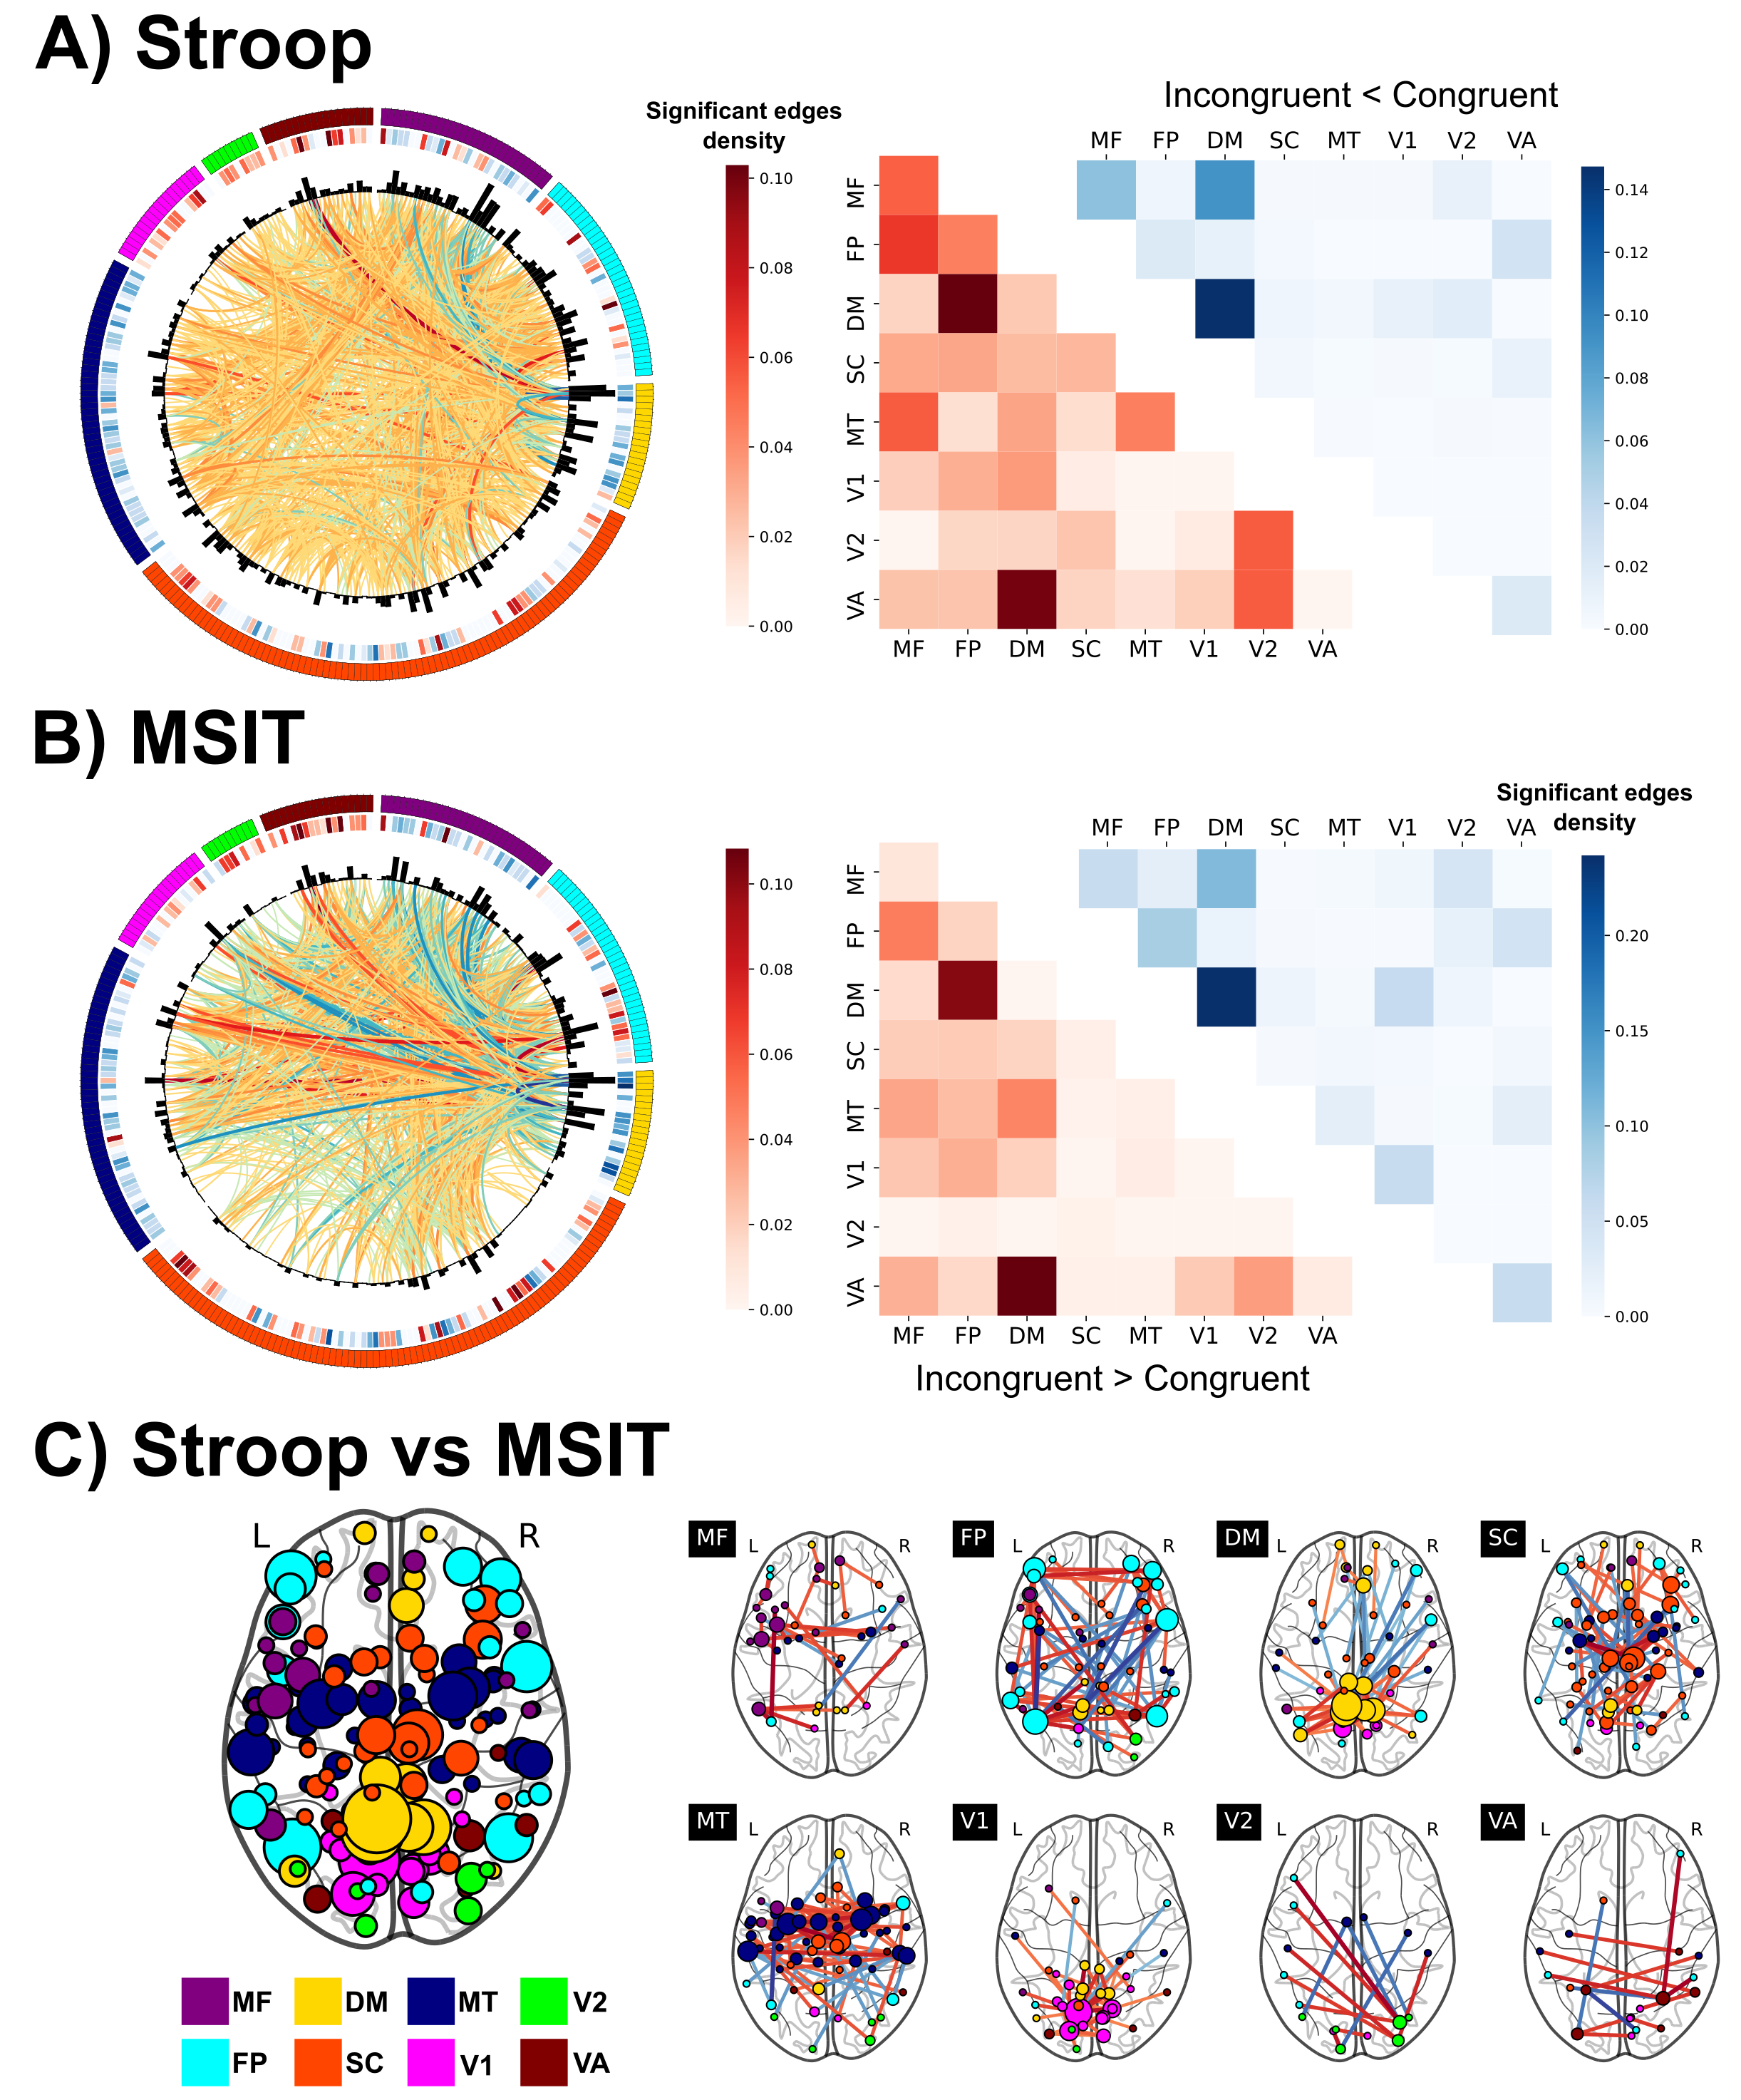 A) Stroop
Incongruent < Congruent
Significant edges
density
MF FP DM SC MT V1 V2 VA
0.10
0.08
0.06
0.04
0.02
0.00
MF
FP
DM
SC
MT
V1
V2
VA
MF FP DM SC MT V1 V2 VA
0.14
0.12
0.10
0.08
0.06
0.04
0.02
0.00
B) MSIT
Significant edges
density
MF FP DM SC MT V1 V2 VA
0.10
0.08
0.06
0.04
0.02
0.00
MF
FP
DM
SC
MT
V1
V2
VA
MF FP DM SC MT V1 V2 VA
0.20
0.15
0.10
0.05
0.00
Incongruent > Congruent
C) Stroop vs MSIT
L R
MF DM MT V2
FP SC V1 VA
MF L R
FP L R
DM L R
SC L R
MT L R
V1 L R
V2 L R
VA L R